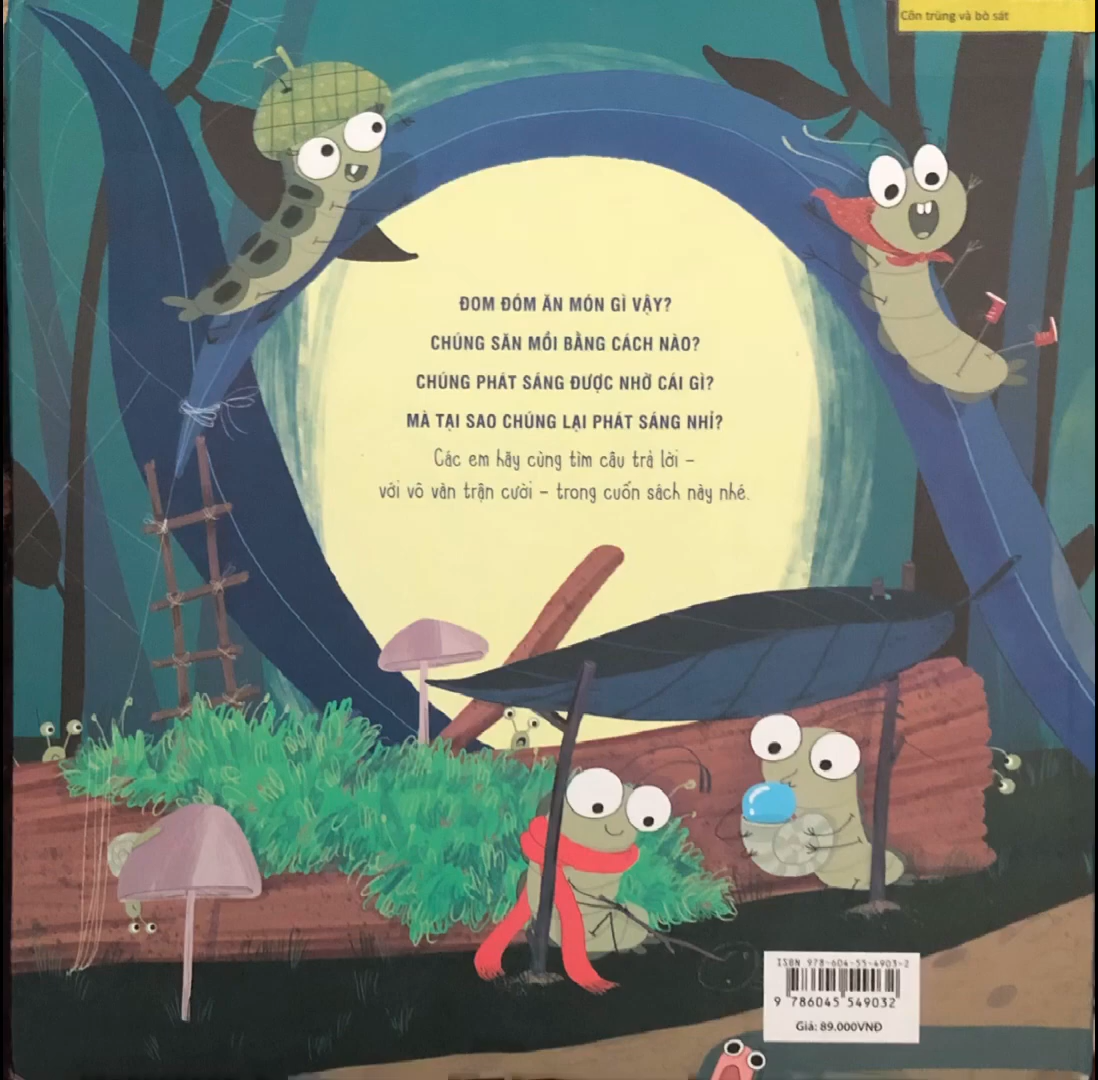 Côn trùng và bò sát
ĐOM ĐÓM ĂN MÓN GÌ VẬY?
CHÚNG SĂN MỒI BẰNG CÁCH NÀO?
CHÚNG PHÁT SÁNG ĐƯỢC NHỜ CÁI GÌ?
MÀ TẠI SAO CHÚNG LẠI PHÁT SÁNG NHỈ?
Các em hãy cùng tìm câu trả lời –
với vô vàn trận cười – trong cuốn sách này nhé.
ISBN 978-604-55-4903-2
9 786045 549032
Giá: 89.000VNĐ